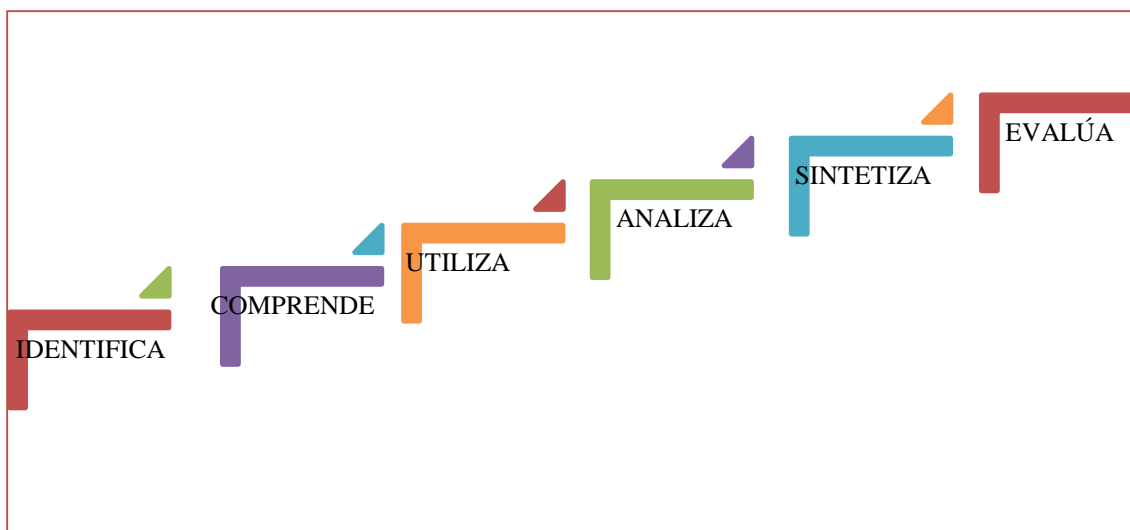 IDENTIFICA
COMPRENDE
UTILIZA
ANALIZA
SINTETIZA
EVALÚA